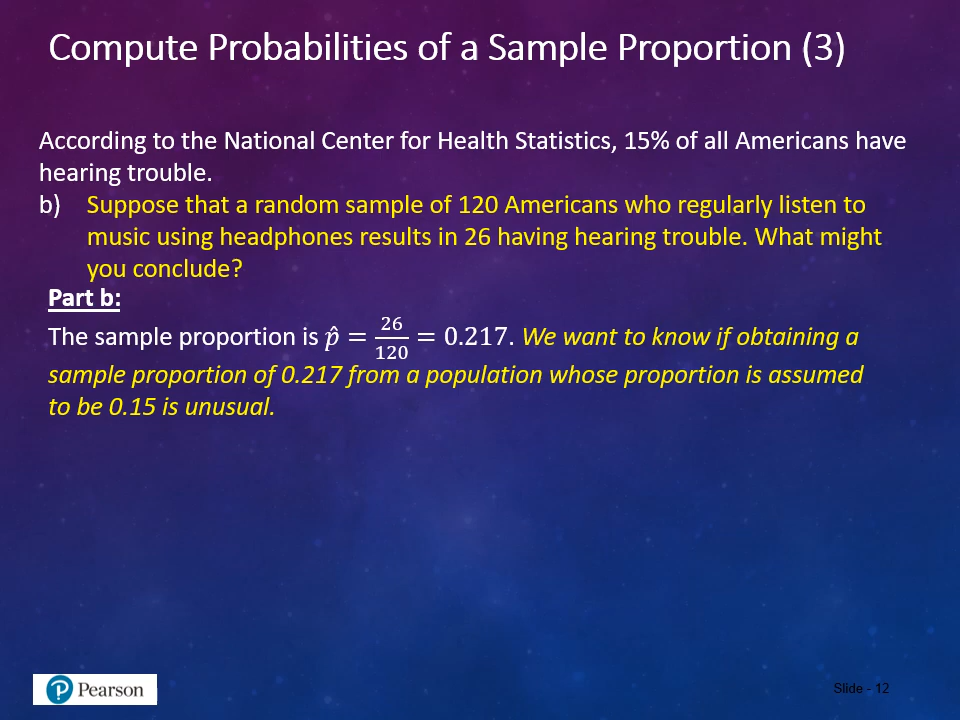 Compute Probabilities of a Sample Proportion (3)
According to the National Center for Health Statistics, 15% of all Americans have
hearing trouble.
b) Suppose that a random sample of 120 Americans who regularly listen to
music using headphones results in 26 having hearing trouble. What might
you conclude?
Part b:
The sample proportion is p̂ = 26/120 = 0.217. We want to know if obtaining a
sample proportion of 0.217 from a population whose proportion is assumed
to be 0.15 is unusual.
Pearson
Slide - 12